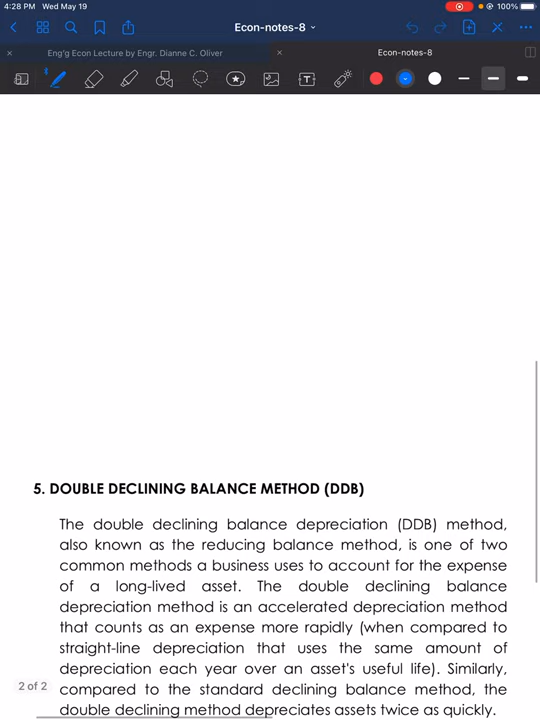 4:28 PM Wed May 19
100%
Econ-notes-8
Eng'g Econ Lecture by Engr. Dianne C. Oliver
Econ-notes-8
5. DOUBLE DECLINING BALANCE METHOD (DDB)
The double declining balance depreciation (DDB) method,
also known as the reducing balance method, is one of two
common methods a business uses to account for the expense
of a long-lived asset. The double declining balance
depreciation method is an accelerated depreciation method
that counts as an expense more rapidly (when compared to
straight-line depreciation that uses the same amount of
depreciation each year over an asset's useful life). Similarly,
2 of 2
compared to the standard declining balance method, the
double declining method depreciates assets twice as quickly.